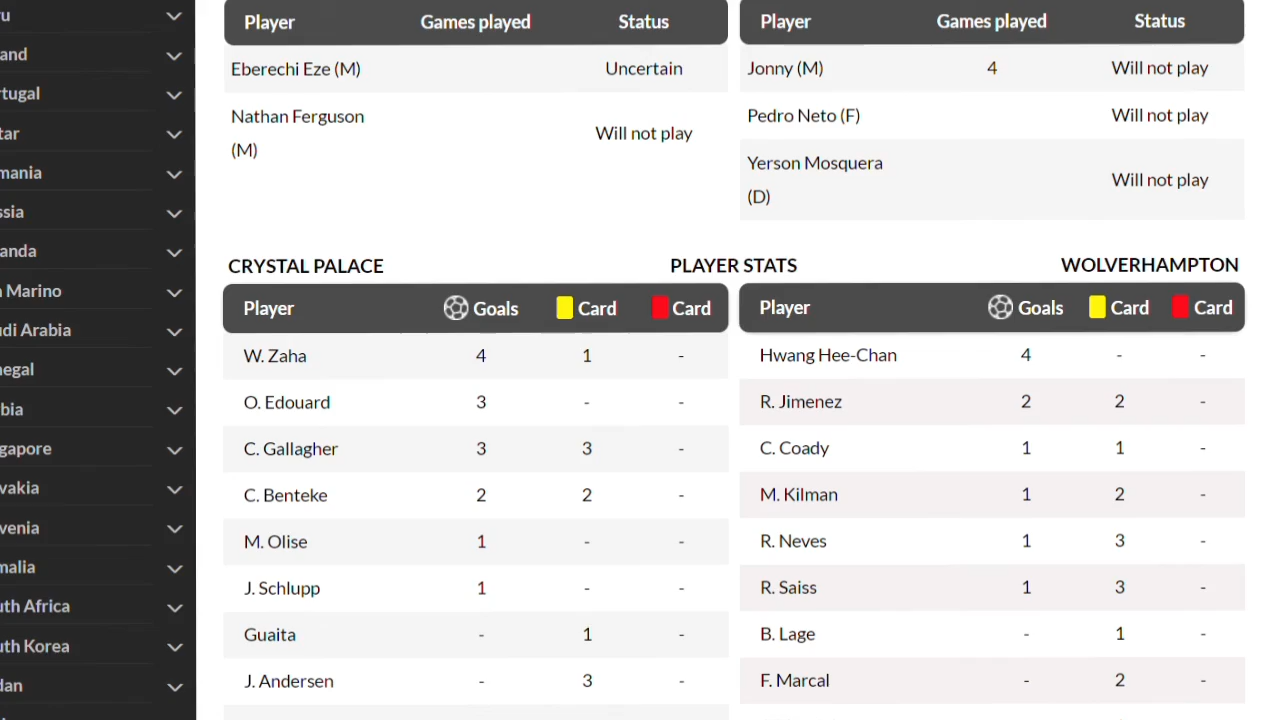 ru
and
rtugal
tar
mania
ssia
anda
n Marino
udi Arabia
negal
bia
gapore
vakia
venia
malia
uth Africa
uth Korea
dan
Player Games played Status
Eberechi Eze (M) Uncertain
Nathan Ferguson
(M) Will not play
Player Games played Status
Jonny (M) 4 Will not play
Pedro Neto (F) Will not play
Yerson Mosquera
(D) Will not play
CRYSTAL PALACE PLAYER STATS WOLVERHAMPTON
Player Goals Card Card
W. Zaha 4 1 -
O. Edouard 3 - -
C. Gallagher 3 3 -
C. Benteke 2 2 -
M. Olise 1 - -
J. Schlupp 1 - -
Guaita - 1 -
J. Andersen - 3 -
Player Goals Card Card
Hwang Hee-Chan 4 - -
R. Jimenez 2 2 -
C. Coady 1 1 -
M. Kilman 1 2 -
R. Neves 1 3 -
R. Saiss 1 3 -
B. Lage - 1 -
F. Marcal - 2 -